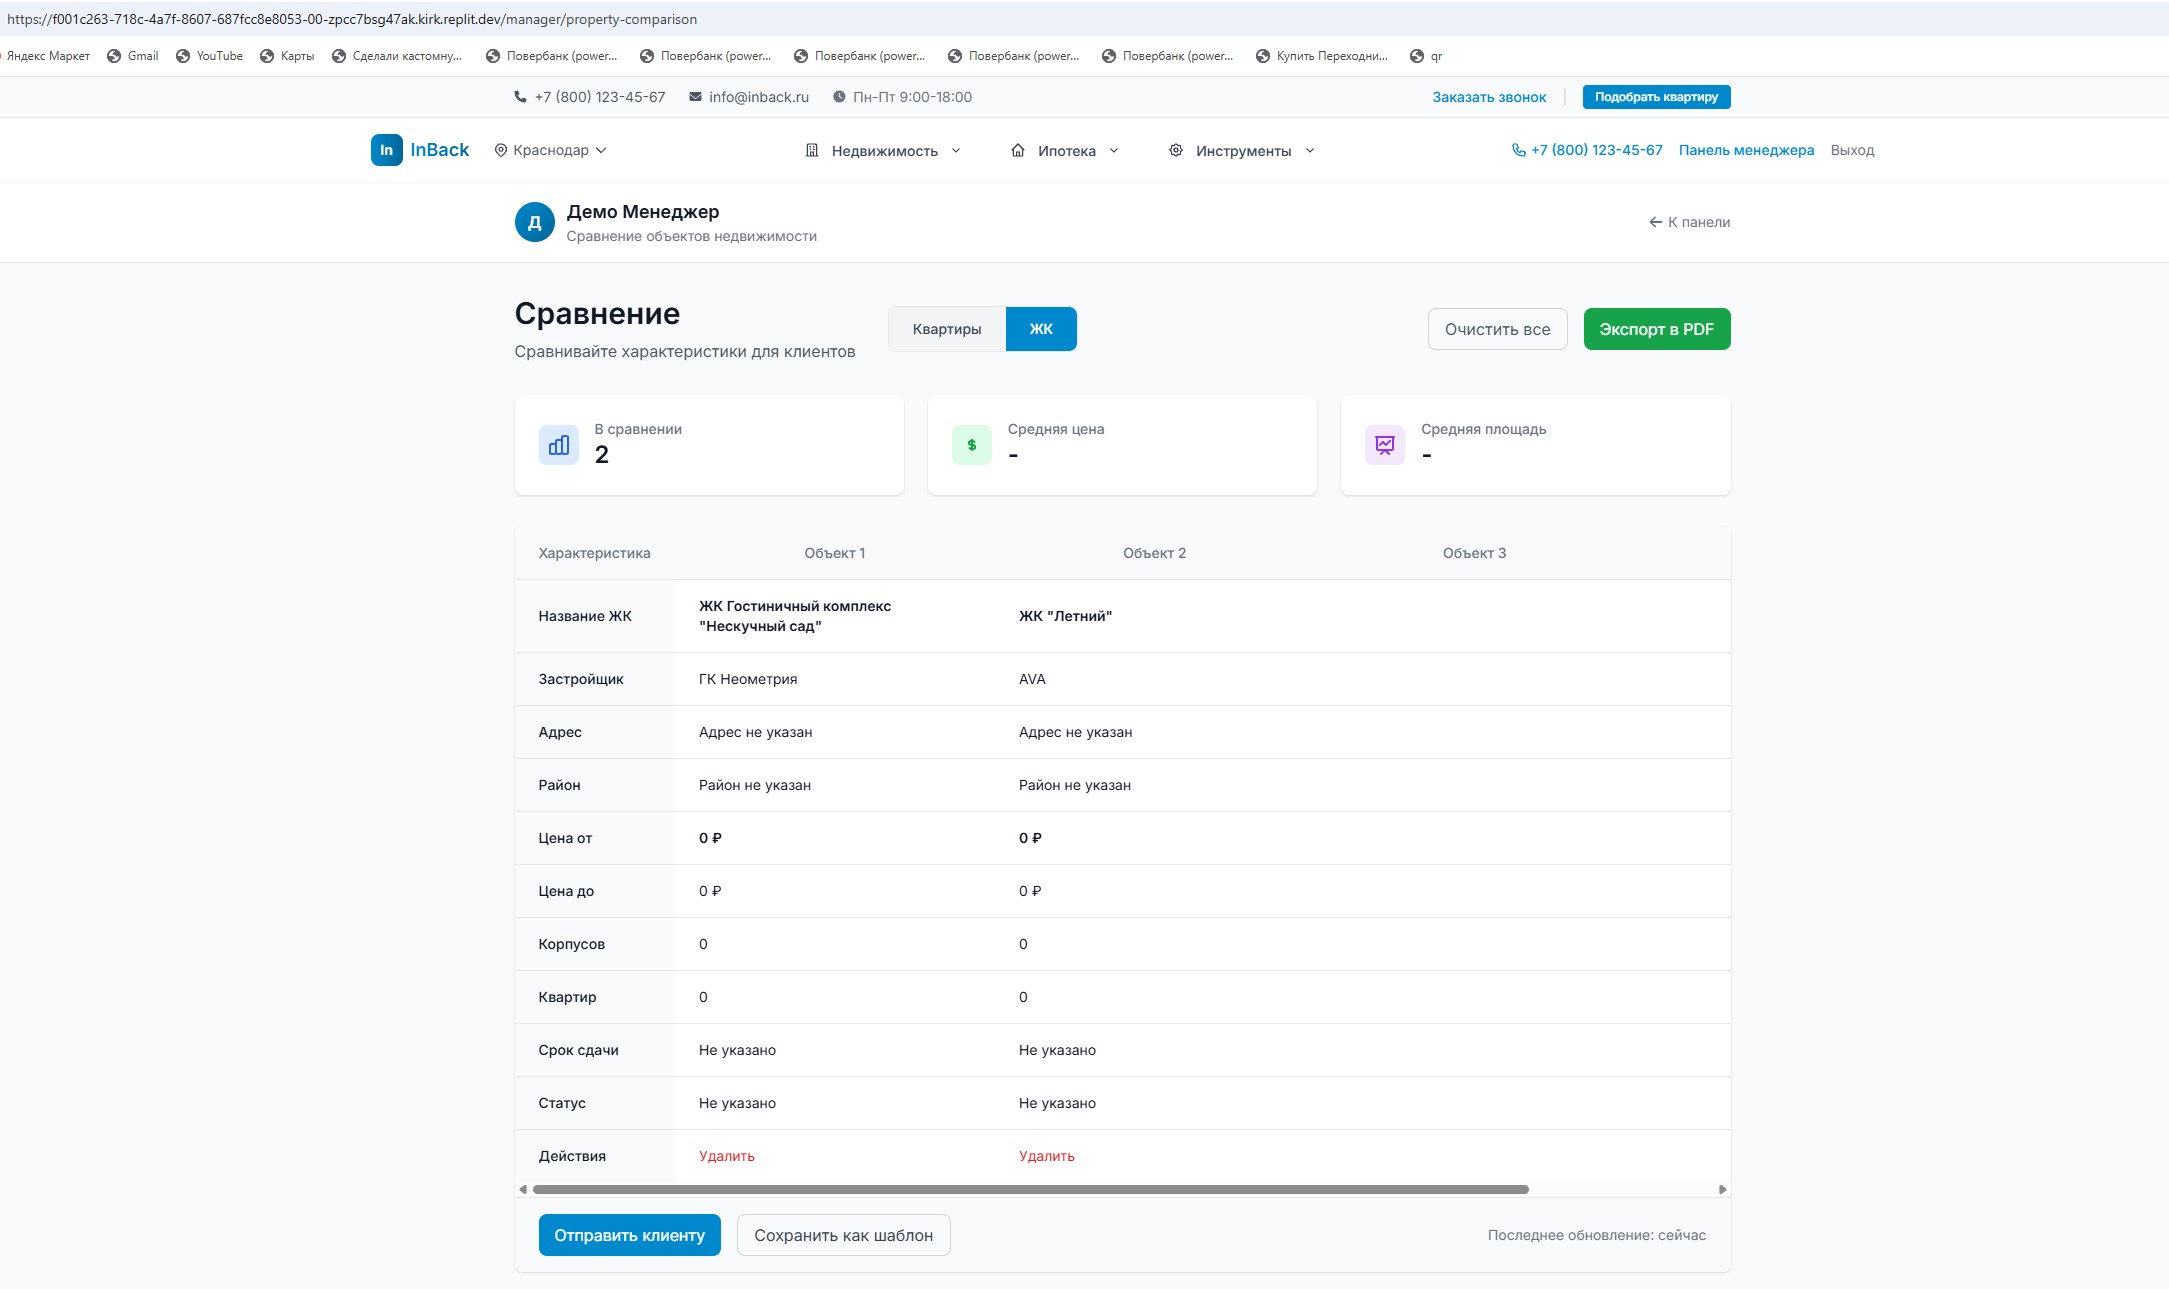 https://f001c263-718c-4a7f-8607-687fcc8e8053-00-zpcc7bsg47ak.kirk.replit.dev/manager/property-comparison
Яндекс Маркет Gmail YouTube Карты Сделали кастомну... Повербанк (power... Повербанк (power... Повербанк (power... Повербанк (power... Повербанк (power... Купить Переходни... qr
+7 (800) 123-45-67 info@inback.ru Пн-Пт 9:00-18:00 Заказать звонок Подобрать квартиру
In InBack Краснодар Недвижимость Ипотека Инструменты +7 (800) 123-45-67 Панель менеджера Выход
Д Демо Менеджер
Сравнение объектов недвижимости
К панели
Сравнение
Сравнивайте характеристики для клиентов
Квартиры ЖК
Очистить все Экспорт в PDF
В сравнении
2
$ Средняя цена
-
Средняя площадь
-
Характеристика Объект 1 Объект 2 Объект 3
Название ЖК ЖК Гостиничный комплекс "Нескучный сад" ЖК "Летний"
Застройщик ГК Неометрия AVA
Адрес Адрес не указан Адрес не указан
Район Район не указан Район не указан
Цена от 0 ₽ 0 ₽
Цена до 0 ₽ 0 ₽
Корпусов 0 0
Квартир 0 0
Срок сдачи Не указано Не указано
Статус Не указано Не указано
Действия Удалить Удалить
Отправить клиенту Сохранить как шаблон Последнее обновление: сейчас